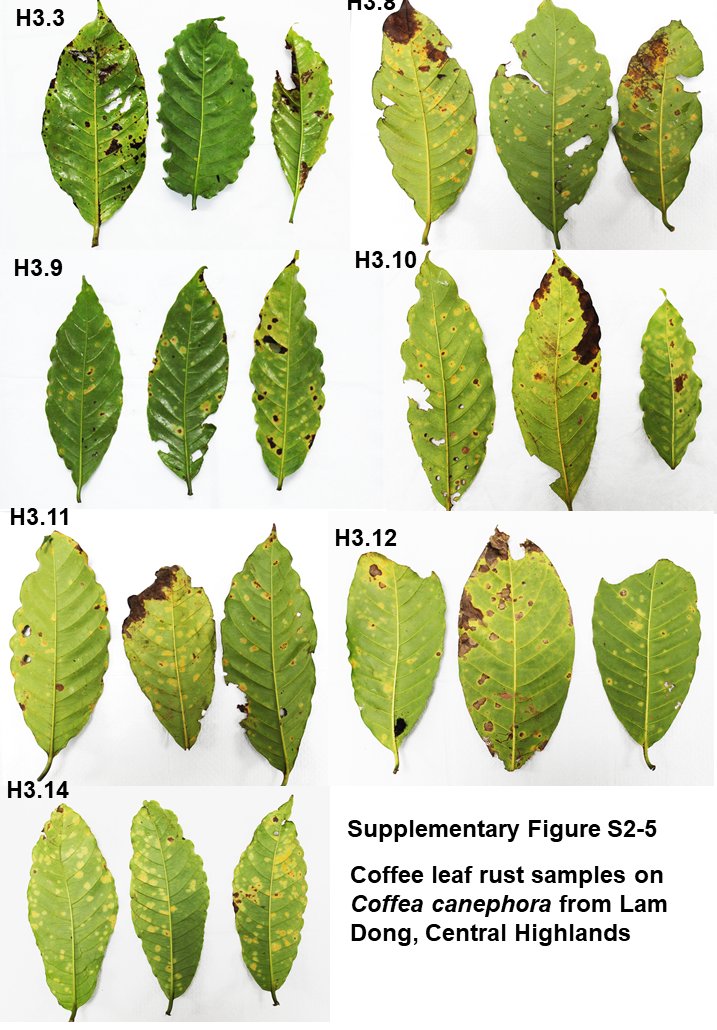 H3.3
H3.8
H3.9
H3.10
H3.11
H3.12
H3.14
Supplementary Figure S2-5
Coffee leaf rust samples on
Coffea canephora from Lam
Dong, Central Highlands